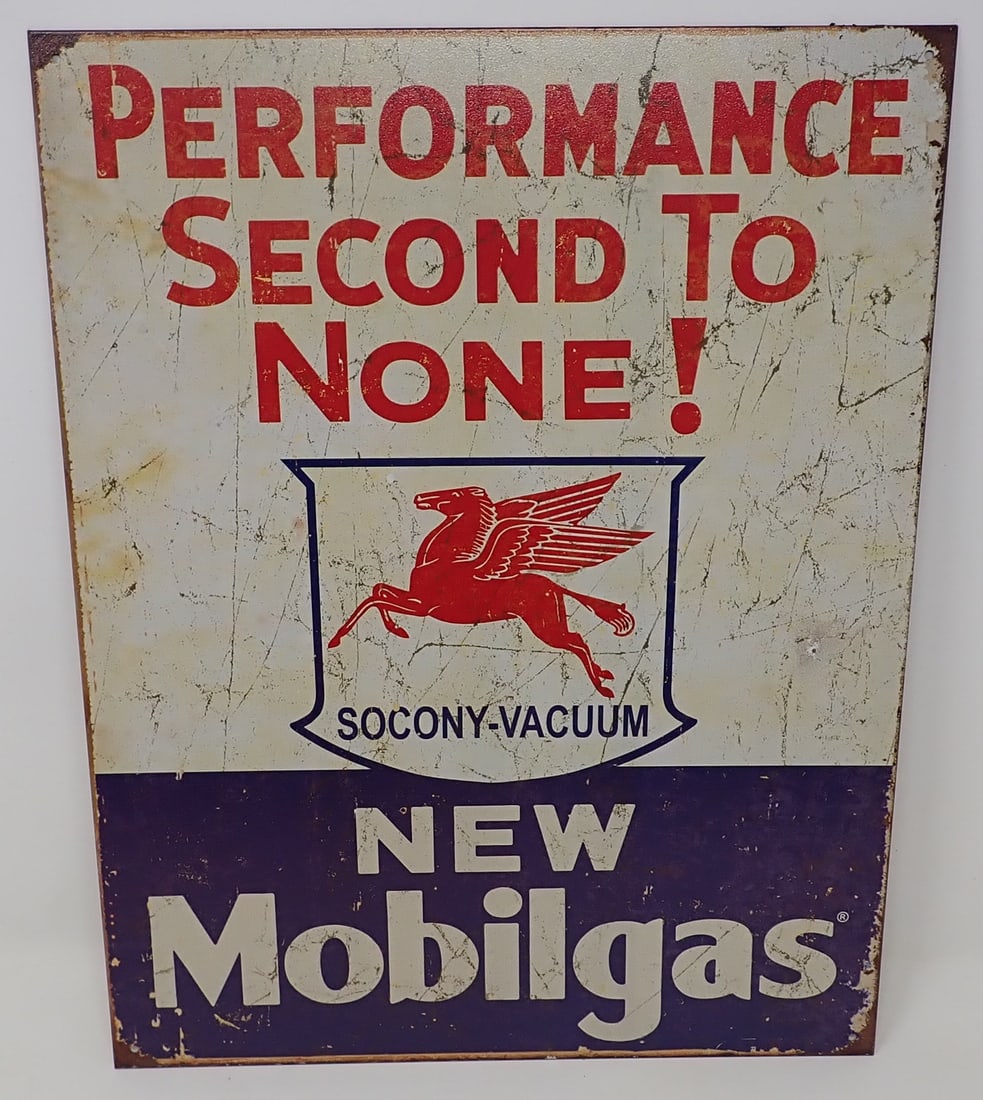 PERFORMANCE
SECOND TO
NONE!
SOCONY-VACUUM
NEW
Mobilgas®